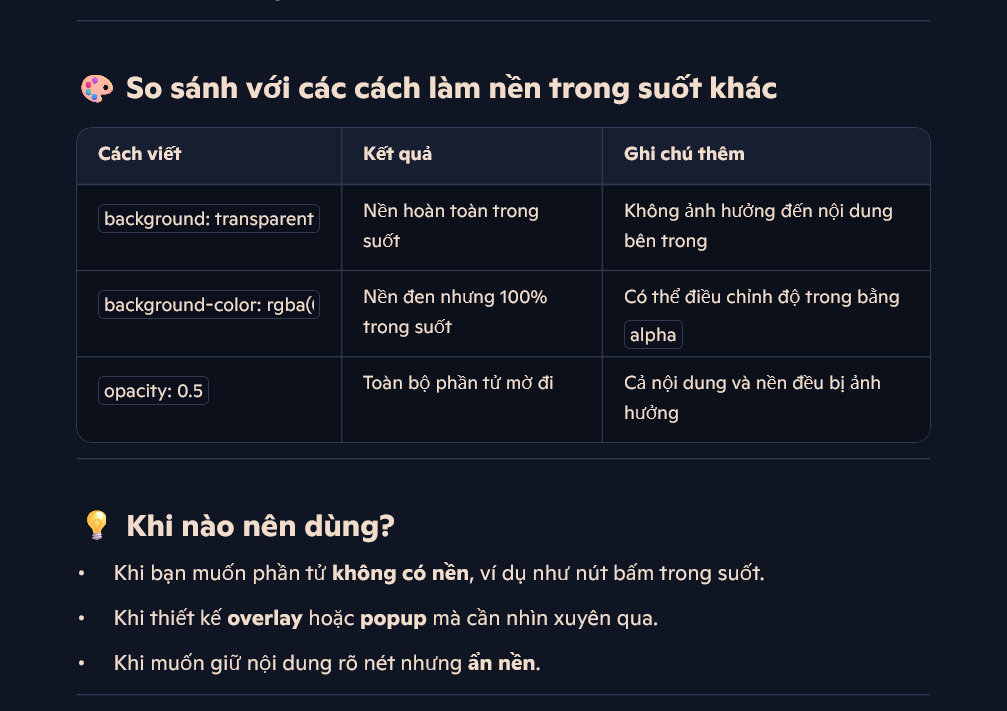 So sánh với các cách làm nền trong suốt khác
Cách viết
Kết quả
Ghi chú thêm
background: transparent
Nền hoàn toàn trong
suốt
Không ảnh hưởng đến nội dung
bên trong
background-color: rgba(
Nền đen nhưng 100%
trong suốt
Có thể điều chỉnh độ trong bằng
alpha
opacity: 0.5
Toàn bộ phần tử mờ đi
Cả nội dung và nền đều bị ảnh
hưởng
Khi nào nên dùng?
• Khi bạn muốn phần tử không có nền, ví dụ như nút bấm trong suốt.
• Khi thiết kế overlay hoặc popup mà cần nhìn xuyên qua.
• Khi muốn giữ nội dung rõ nét nhưng ẩn nền.